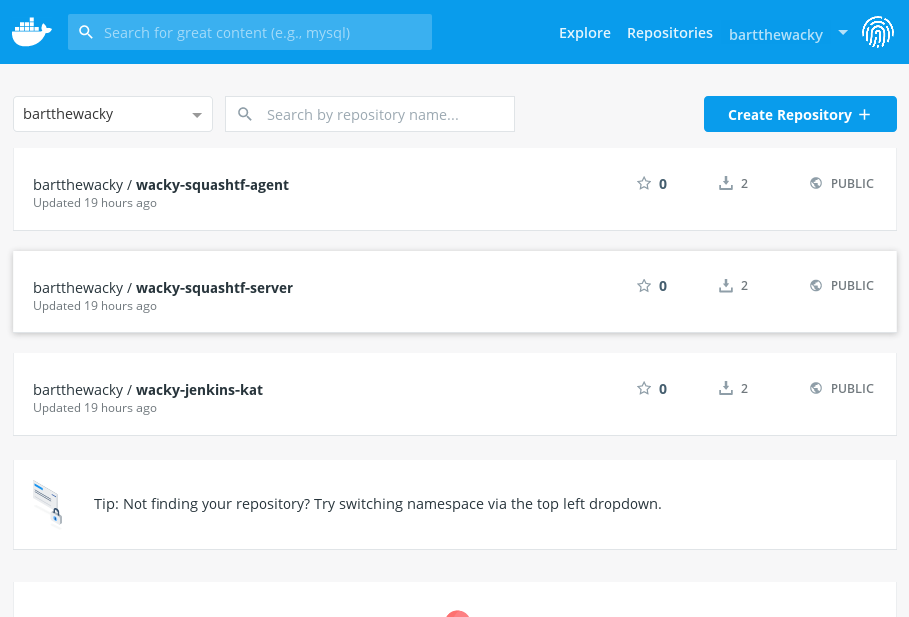 Search for great content (e.g., mysql)
Explore
Repositories
bartthewacky
bartthewacky
Search by repository name...
Create Repository +
bartthewacky / wacky-squashtf-agent
0
2
PUBLIC
Updated 19 hours ago
bartthewacky / wacky-squashtf-server
0
2
PUBLIC
Updated 19 hours ago
bartthewacky / wacky-jenkins-kat
0
2
PUBLIC
Updated 19 hours ago
Tip: Not finding your repository? Try switching namespace via the top left dropdown.